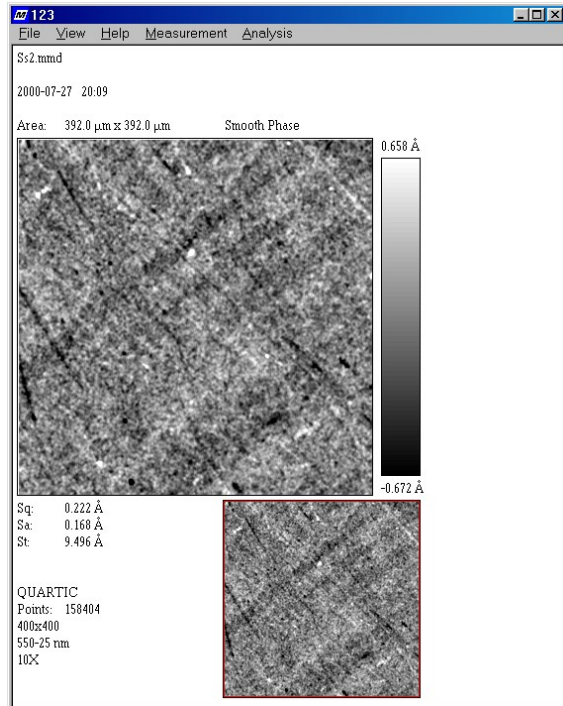 M 123
File View Help Measurement Analysis
Ss2.mmd
2000-07-27 20:09
Area: 392.0 µm x 392.0 µm Smooth Phase
0.658 Å
-0.672 Å
Sq: 0.222 Å
Sa: 0.168 Å
St: 9.496 Å
QUARTIC
Points: 158404
400x400
550-25 nm
10X